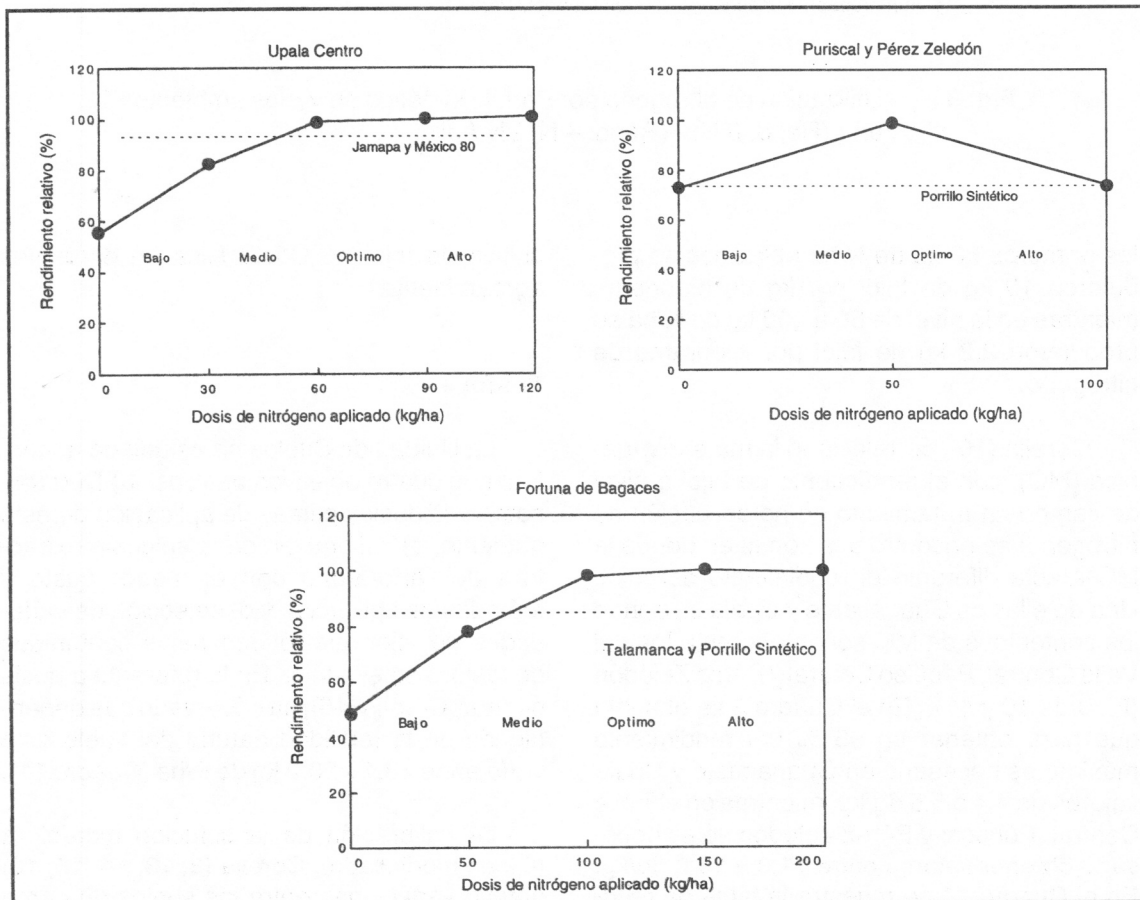 Upala Centro
Rendimiento relativo (%)
120
100
80
60
40
20
0
Jamapa y México 80
Bajo Medio Optimo Alto
0 30 60 90 120
Dosis de nitrógeno aplicado (kg/ha)
Puriscal y Pérez Zeledón
Rendimiento relativo (%)
120
100
80
60
40
20
0
Porrillo Sintético
Bajo Medio Optimo Alto
0 50 100
Dosis de nitrógeno aplicado (kg/ha)
Fortuna de Bagaces
Rendimiento relativo (%)
120
100
80
60
40
20
0
Talamanca y Porrillo Sintético
Bajo Medio Optimo Alto
0 50 100 150 200
Dosis de nitrógeno aplicado (kg/ha)